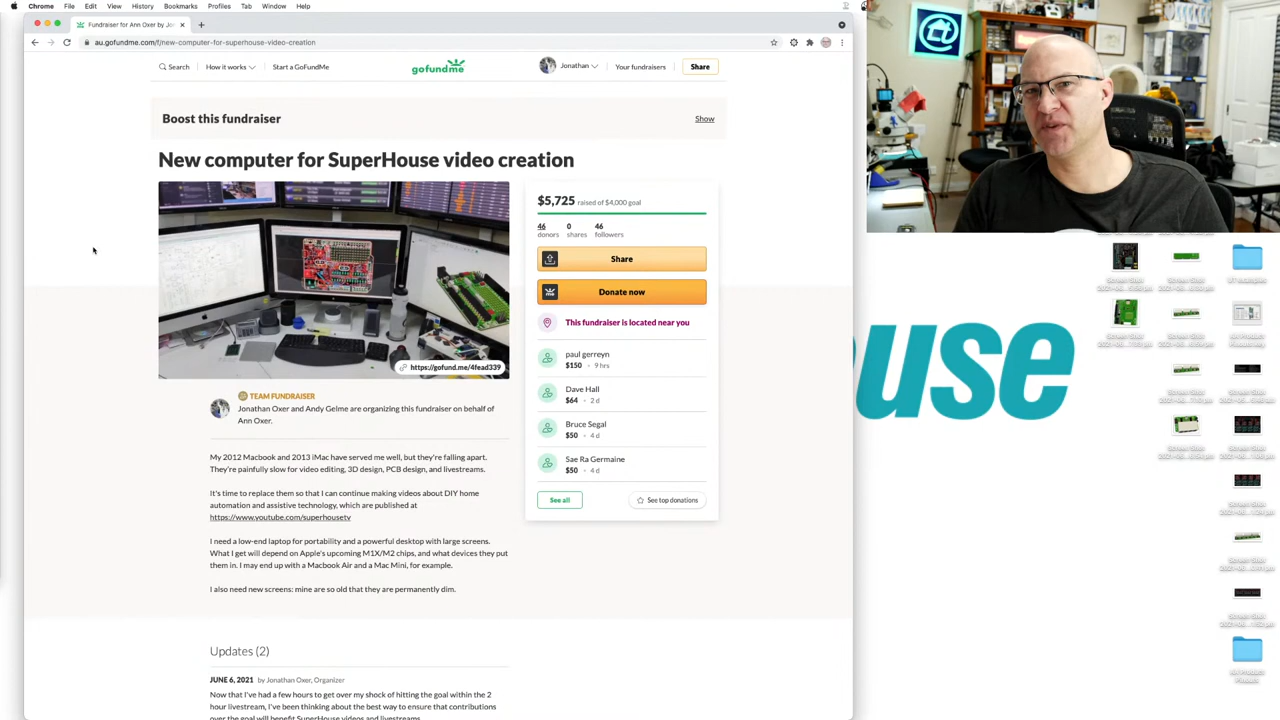 Chrome File Edit View History Bookmarks Profiles Tab Window Help
Fundraiser for Ann Oxer by Jo
au.gofundme.com/f/new-computer-for-superhouse-video-creation
Search How it works Start a GoFundMe gofundme Jonathan Your fundraisers Share
Boost this fundraiser Show
New computer for SuperHouse video creation
$5,725 raised of $4,000 goal
46 0 46
donors shares followers
Share
Donate now
This fundraiser is located near you
paul gerreyn
$150 • 9 hrs
https://gofund.me/4fead339
Dave Hall
$64 • 2 d
TEAM FUNDRAISER
Jonathan Oxer and Andy Gelme are organizing this fundraiser on behalf of
Ann Oxer.
Bruce Segal
$50 • 4 d
Sae Ra Germaine
$50 • 4 d
See all See top donations
My 2012 Macbook and 2013 iMac have served me well, but they're falling apart.
They're painfully slow for video editing, 3D design, PCB design, and livestreams.
It's time to replace them so that I can continue making videos about DIY home
automation and assistive technology, which are published at
https://www.youtube.com/superhousetv
I need a low-end laptop for portability and a powerful desktop with large screens.
What I get will depend on Apple's upcoming M1X/M2 chips, and what devices they put
them in. I may end up with a Macbook Air and a Mac Mini, for example.
I also need new screens: mine are so old that they are permanently dim.
Updates (2)
JUNE 6, 2021 by Jonathan Oxer, Organizer
Now that I've had a few hours to get over my shock of hitting the goal within the 2
hour livestream, I've been thinking about the best way to ensure that contributions
over the goal will benefit SuperHouse videos and livestreams.
use